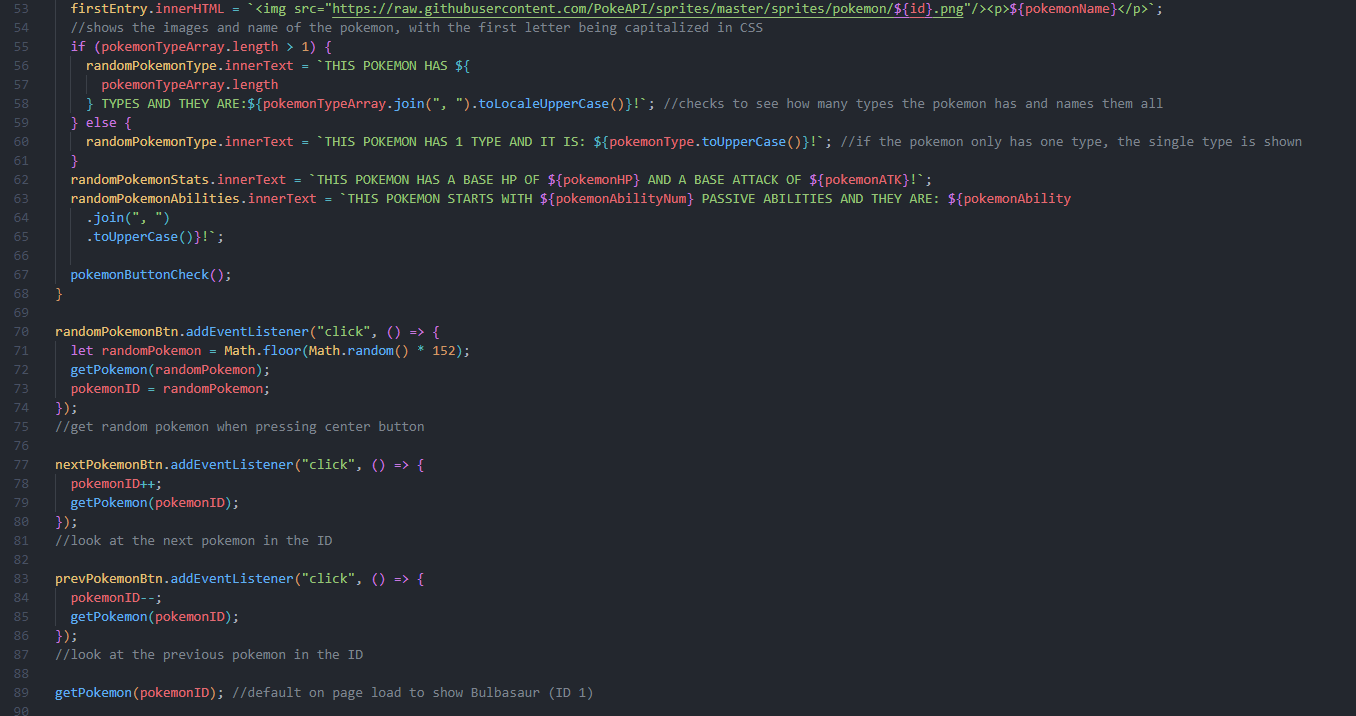 53 firstEntry.innerHTML = `<img src="https://raw.githubusercontent.com/PokeAPI/sprites/master/sprites/pokemon/${id}.png"/><p>${pokemonName}</p>`;
54 //shows the images and name of the pokemon, with the first letter being capitalized in CSS
55 if (pokemonTypeArray.length > 1) {
56 randomPokemonType.innerText = `THIS POKEMON HAS ${
57 pokemonTypeArray.length
58 } TYPES AND THEY ARE:${pokemonTypeArray.join(", ").toLocaleUpperCase()}!`; //checks to see how many types the pokemon has and names them all
59 } else {
60 randomPokemonType.innerText = `THIS POKEMON HAS 1 TYPE AND IT IS: ${pokemonType.toUpperCase()}!`; //if the pokemon only has one type, the single type is shown
61 }
62 randomPokemonStats.innerText = `THIS POKEMON HAS A BASE HP OF ${pokemonHP} AND A BASE ATTACK OF ${pokemonATK}!`;
63 randomPokemonAbilities.innerText = `THIS POKEMON STARTS WITH ${pokemonAbilityNum} PASSIVE ABILITIES AND THEY ARE: ${pokemonAbility
64 .join(", ")
65 .toUpperCase()}!`;
66
67 pokemonButtonCheck();
68 }
69
70 randomPokemonBtn.addEventListener("click", () => {
71 let randomPokemon = Math.floor(Math.random() * 152);
72 getPokemon(randomPokemon);
73 pokemonID = randomPokemon;
74 });
75 //get random pokemon when pressing center button
76
77 nextPokemonBtn.addEventListener("click", () => {
78 pokemonID++;
79 getPokemon(pokemonID);
80 });
81 //look at the next pokemon in the ID
82
83 prevPokemonBtn.addEventListener("click", () => {
84 pokemonID--;
85 getPokemon(pokemonID);
86 });
87 //look at the previous pokemon in the ID
88
89 getPokemon(pokemonID); //default on page load to show Bulbasaur (ID 1)
90